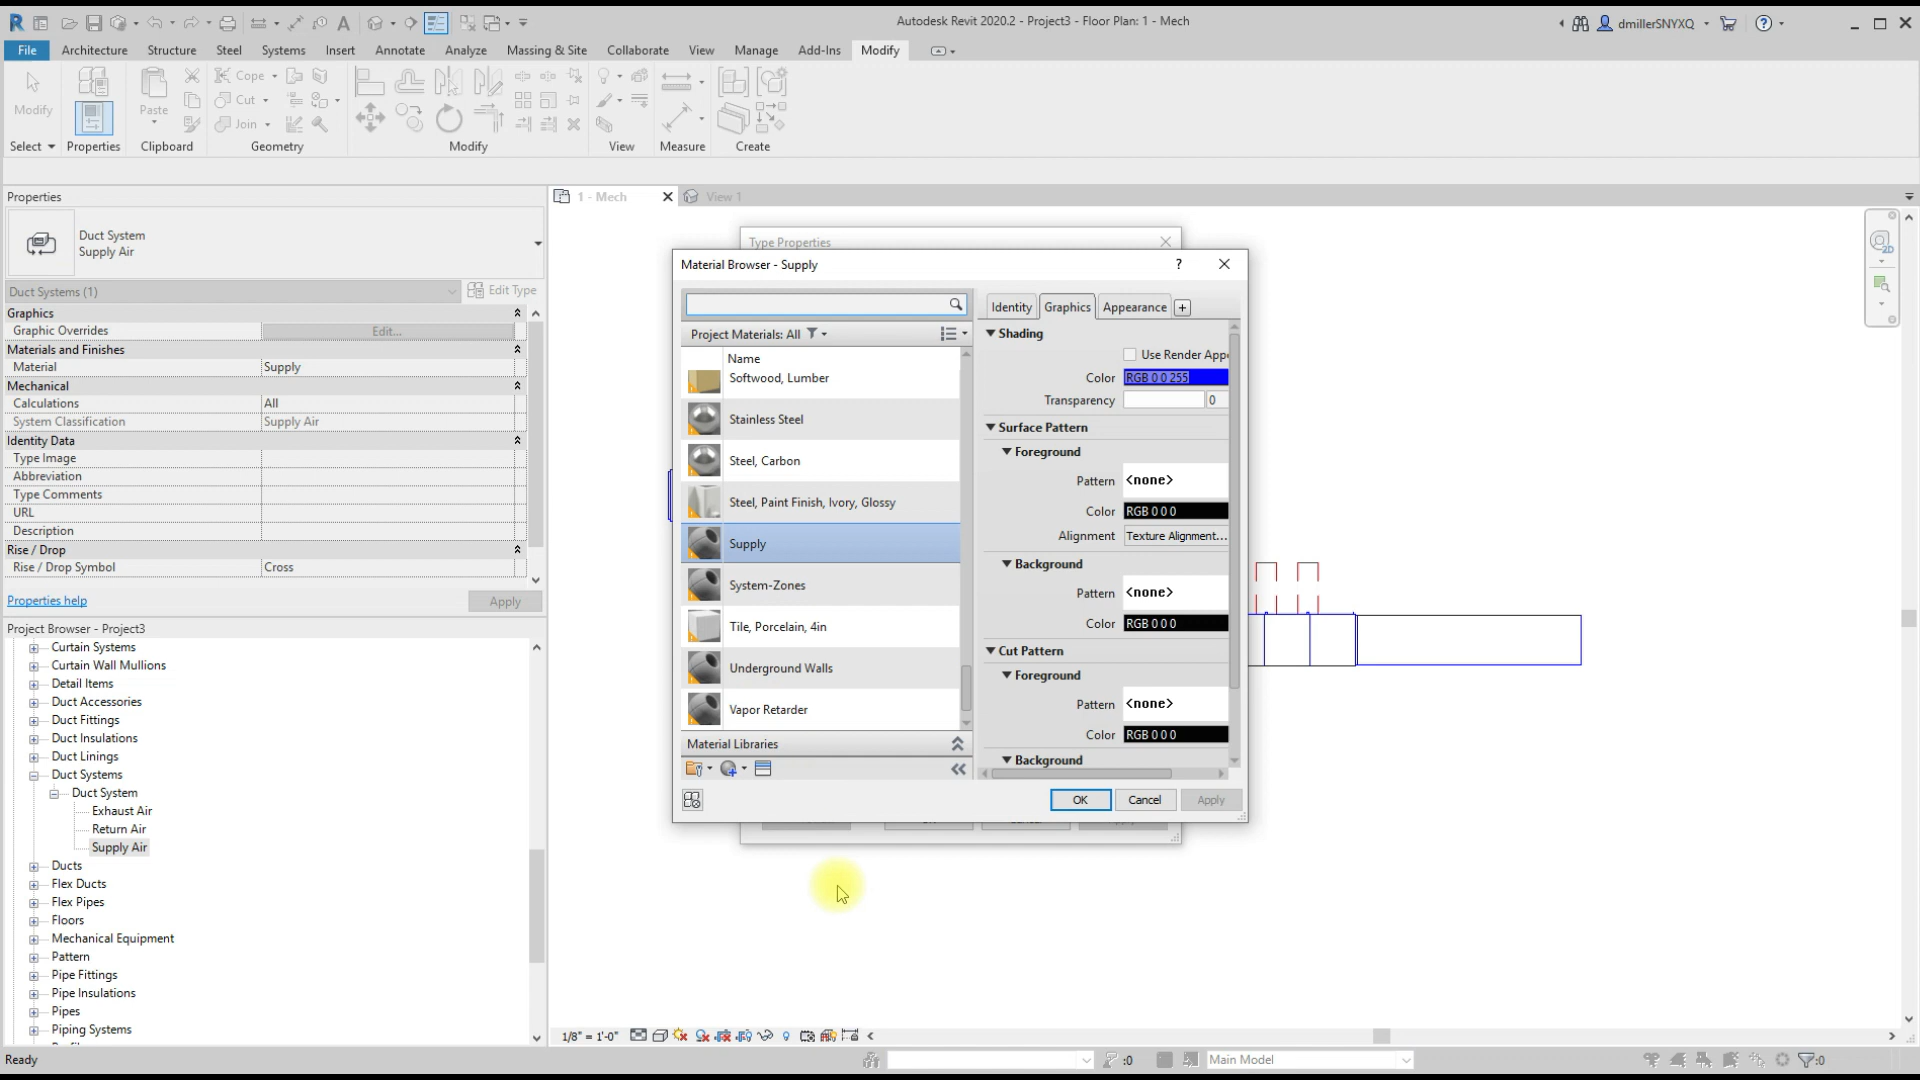 Autodesk Revit 2020.2 - Project3 - Floor Plan: 1 - Mech
dmillerSNYXQ
File Architecture Structure Steel Systems Insert Annotate Analyze Massing & Site Collaborate View Manage Add-Ins Modify
Modify
Paste
Cope
Cut
Join
Select Properties Clipboard Geometry Modify View Measure Create
Properties
Duct System
Supply Air
Duct Systems (1)
Edit Type
Graphics
Graphic Overrides Edit...
Materials and Finishes
Material Supply
Mechanical
Calculations All
System Classification Supply Air
Identity Data
Type Image
Abbreviation
Type Comments
URL
Description
Rise / Drop
Rise / Drop Symbol Cross
Properties help
Apply
Project Browser - Project3
Curtain Systems
Curtain Wall Mullions
Detail Items
Duct Accessories
Duct Fittings
Duct Insulations
Duct Linings
Duct Systems
Duct System
Exhaust Air
Return Air
Supply Air
Ducts
Flex Ducts
Flex Pipes
Floors
Mechanical Equipment
Pattern
Pipe Fittings
Pipe Insulations
Pipes
Piping Systems
1 - Mech
View 1
2D
Type Properties
Material Browser - Supply
?
Project Materials: All
Name
Softwood, Lumber
Stainless Steel
Steel, Carbon
Steel, Paint Finish, Ivory, Glossy
Supply
System-Zones
Tile, Porcelain, 4in
Underground Walls
Vapor Retarder
Material Libraries
Identity Graphics Appearance
Shading
Use Render Appe
Color RGB 0 0 255
Transparency 0
Surface Pattern
Foreground
Pattern <none>
Color RGB 0 0 0
Alignment Texture Alignment...
Background
Pattern <none>
Color RGB 0 0 0
Cut Pattern
Foreground
Pattern <none>
Color RGB 0 0 0
Background
OK Cancel Apply
1/8" = 1'-0"
Ready
:0
Main Model
:0